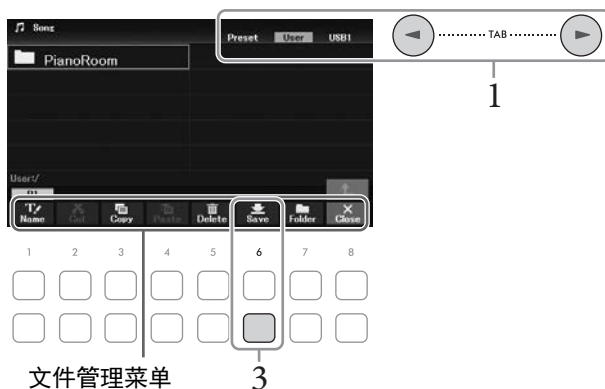 Song
Preset User USB1
TAB
PianoRoom
1
User:/
P1
Name Cut Copy Paste Delete Save Folder Close
1 2 3 4 5 6 7 8
文件管理菜单
3